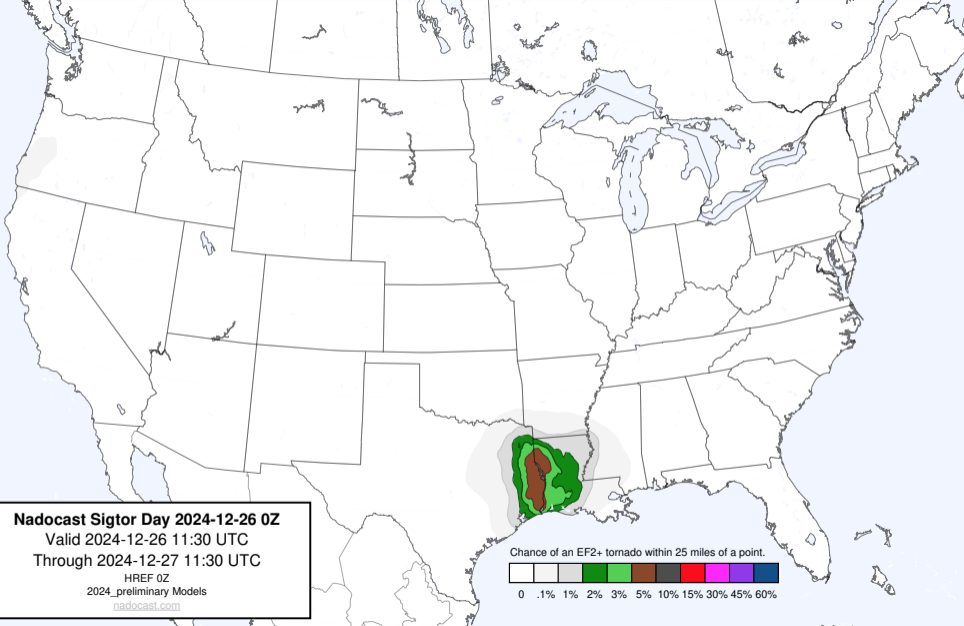 Nadocast Sigtor Day 2024-12-26 0Z
Valid 2024-12-26 11:30 UTC
Through 2024-12-27 11:30 UTC
HREF 0Z
2024_preliminary Models
nadocast.com
Chance of an EF2+ tornado within 25 miles of a point.
0 .1% 1% 2% 3% 5% 10% 15% 30% 45% 60%